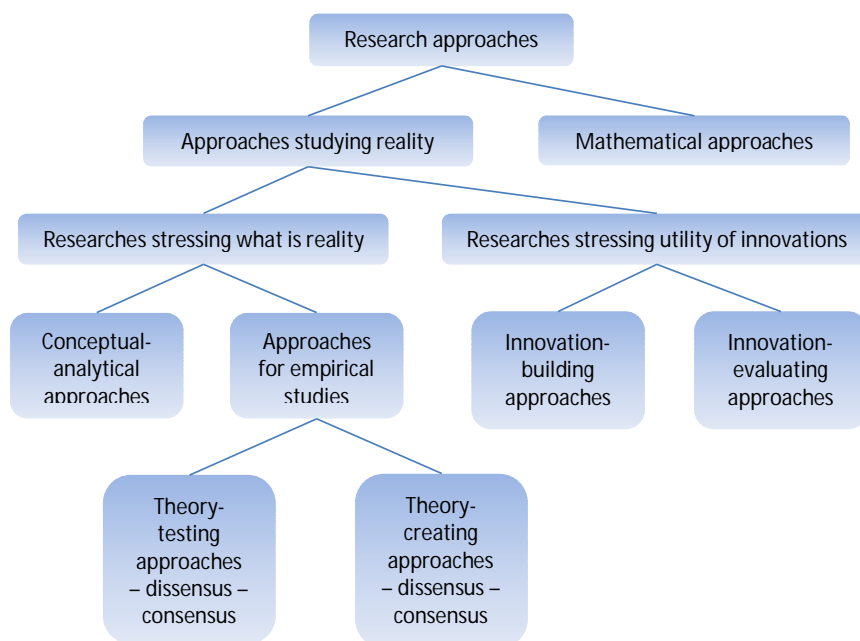 Research approaches
Approaches studying reality
Mathematical approaches
Researches stressing what is reality
Researches stressing utility of innovations
Conceptual-
analytical
approaches
Approaches
for empirical
studies
Innovation-
building
approaches
Innovation-
evaluating
approaches
Theory-
testing
approaches
– dissensus –
consensus
Theory-
creating
approaches
– dissensus –
consensus